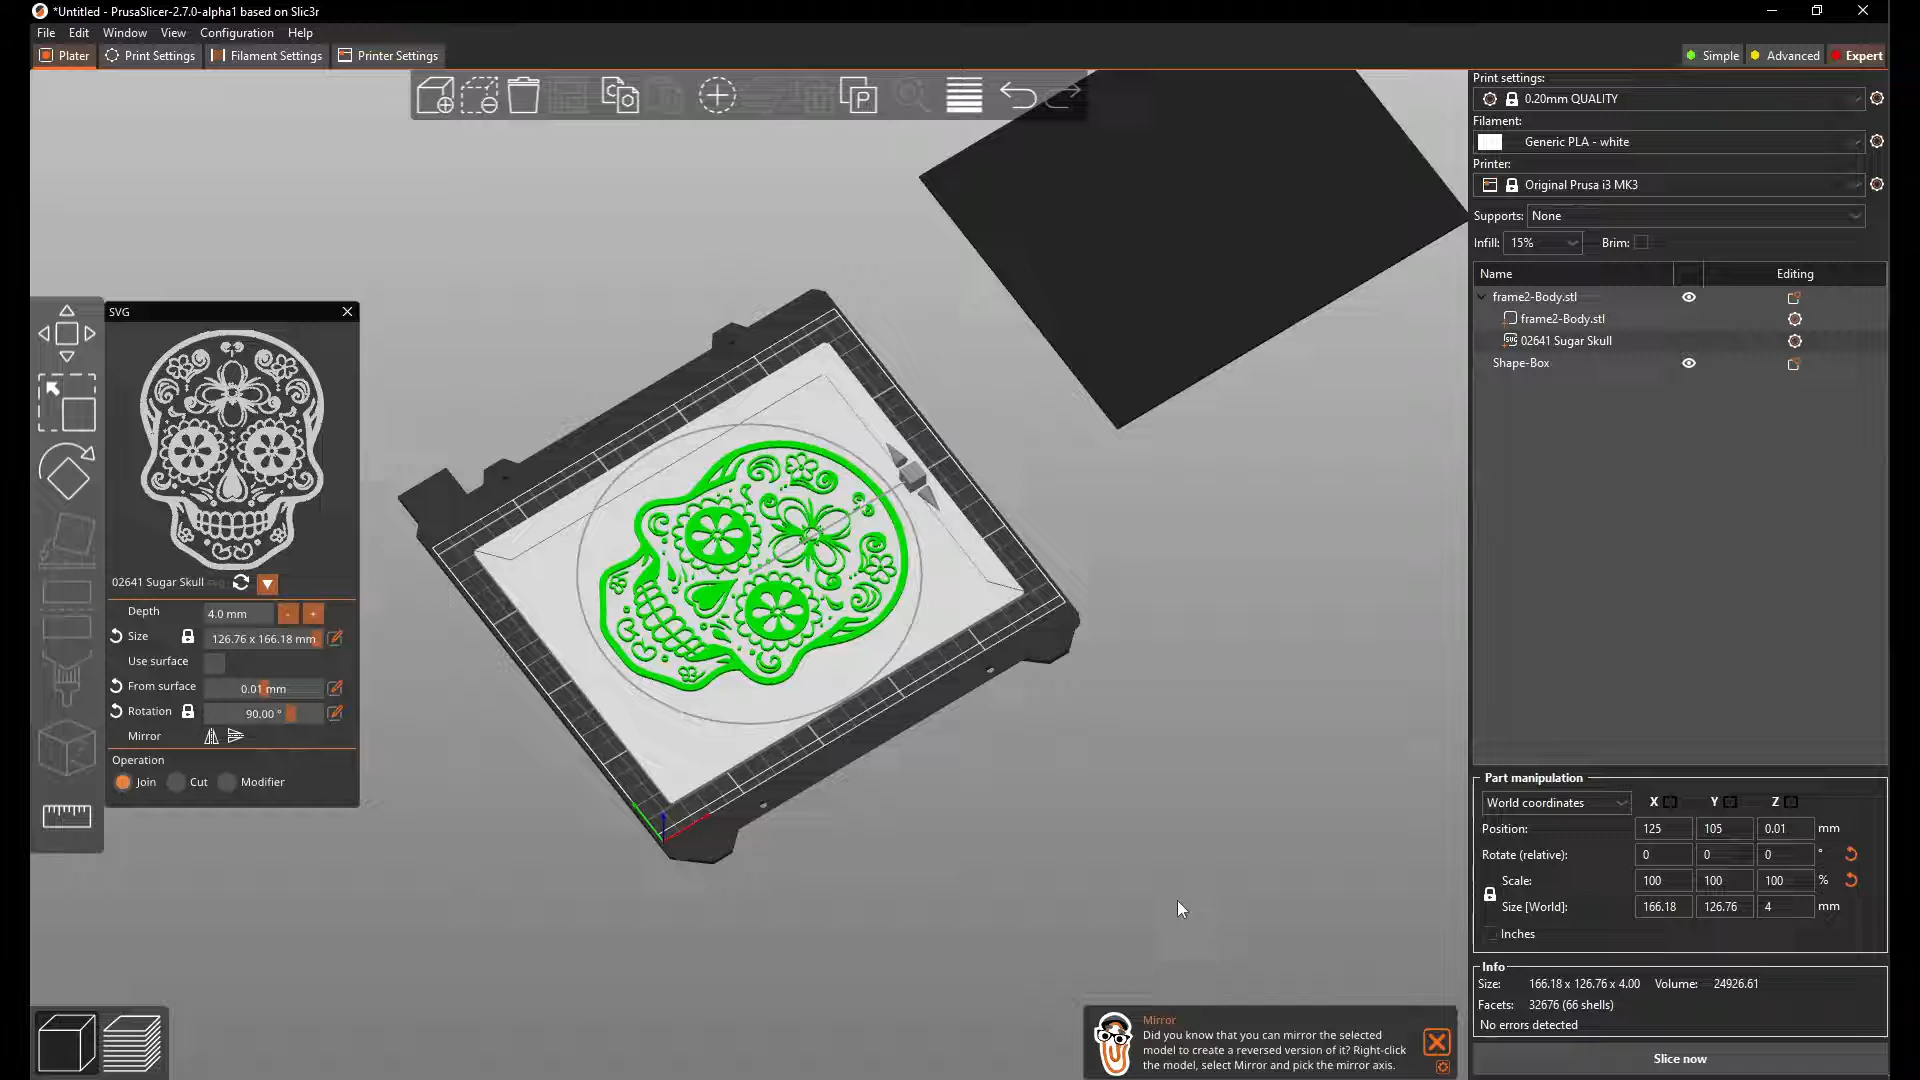 *Untitled - PrusaSlicer-2.7.0-alpha1 based on Slic3r
File Edit Window View Configuration Help
Plater Print Settings Filament Settings Printer Settings
Simple Advanced Expert
Print settings:
0.20mm QUALITY
Filament:
Generic PLA - white
Printer:
Original Prusa i3 MK3
Supports: None
Infill: 15% Brim:
Name Editing
frame2-Body.stl
frame2-Body.stl
02641 Sugar Skull
Shape-Box
SVG
02641 Sugar Skull
Depth 4.0 mm - +
Size 126.76 x 166.18 mm
Use surface
From surface 0.01 mm
Rotation 90.00 °
Mirror
Operation
Join Cut Modifier
Part manipulation
World coordinates X Y Z
Position: 125 105 0.01 mm
Rotate (relative): 0 0 0 °
Scale: 100 100 100 %
Size [World]: 166.18 126.76 4 mm
Inches
Info
Size: 166.18 x 126.76 x 4.00 Volume: 24926.61
Facets: 32676 (66 shells)
No errors detected
Slice now
Mirror
Did you know that you can mirror the selected
model to create a reversed version of it? Right-click
the model, select Mirror and pick the mirror axis.